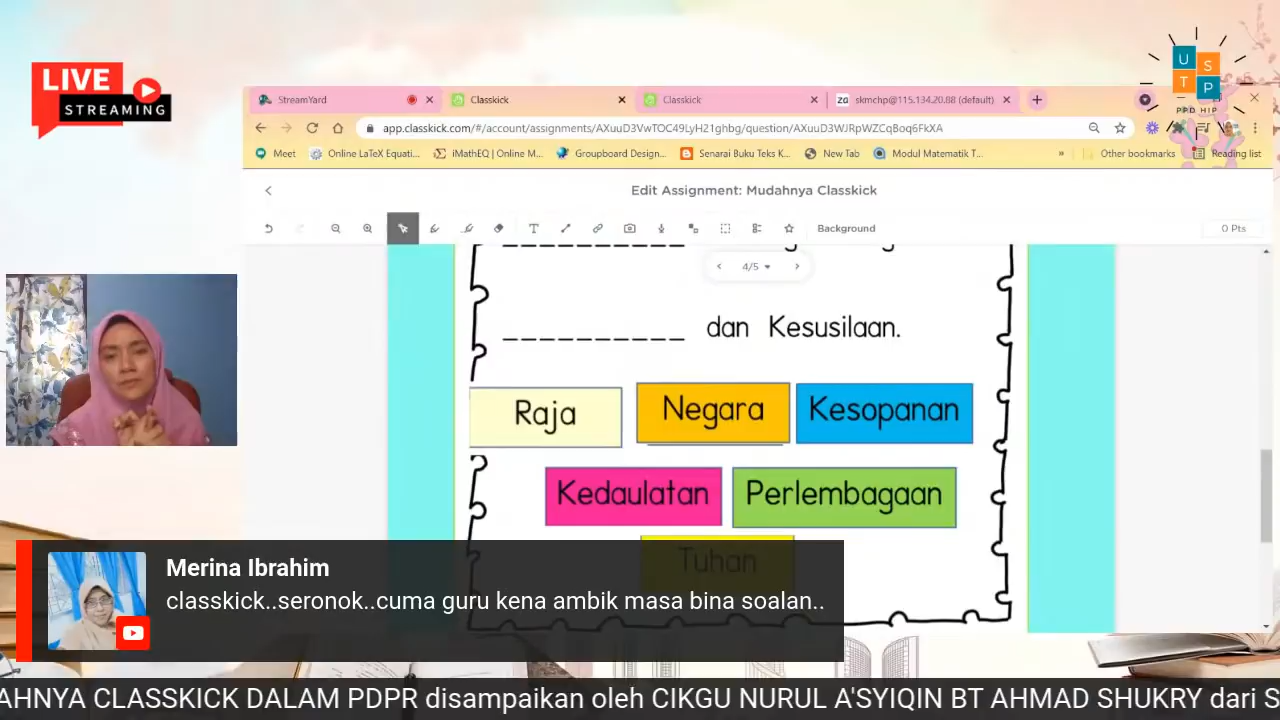 LIVE
STREAMING
U S
T P
PPD HIP
StreamYard
Classkick
Classkick
skmchp@115.134.20.88 (default)
app.classkick.com/#/account/assignments/AXuuD3VwTOC49LyH21ghbg/question/AXuuD3WJRpWZCqBoq6FkXA
Meet
Online LaTeX Equati...
iMathEQ | Online M...
Groupboard Design...
Senarai Buku Teks K...
New Tab
Modul Matematik T...
»
Other bookmarks
Reading list
Edit Assignment: Mudahnya Classkick
Background
0 Pts
4/5
__________ dan Kesusilaan.
Raja
Negara
Kesopanan
Kedaulatan
Perlembagaan
Tuhan
Merina Ibrahim
classkick..seronok..cuma guru kena ambik masa bina soalan..
AHNYA CLASSKICK DALAM PDPR disampaikan oleh CIKGU NURUL A'SYIQIN BT AHMAD SHUKRY dari S